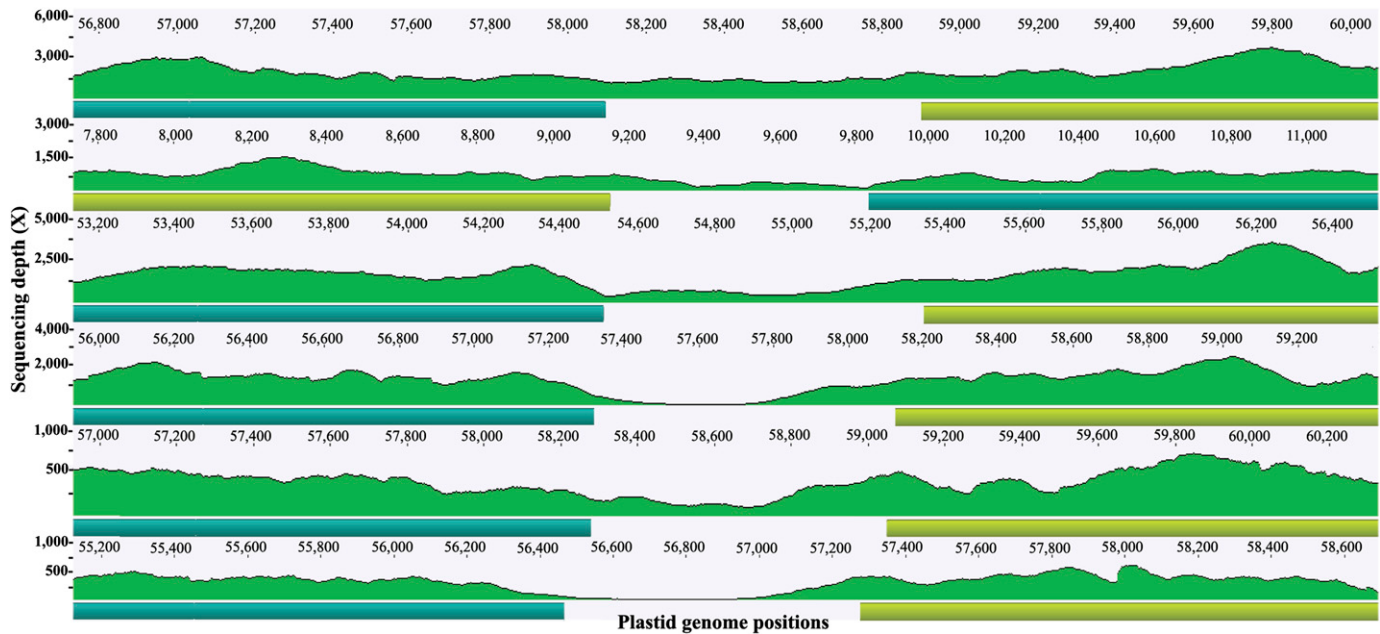 6,000 56,800 57,000 57,200 57,400 57,600 57,800 58,000 58,200 58,400 58,600 58,800 59,000 59,200 59,400 59,600 59,800 60,000
3,000
3,000 7,800 8,000 8,200 8,400 8,600 8,800 9,000 9,200 9,400 9,600 9,800 10,000 10,200 10,400 10,600 10,800 11,000
1,500
5,000 53,200 53,400 53,600 53,800 54,000 54,200 54,400 54,600 54,800 55,000 55,200 55,400 55,600 55,800 56,000 56,200 56,400
2,500
4,000 56,000 56,200 56,400 56,600 56,800 57,000 57,200 57,400 57,600 57,800 58,000 58,200 58,400 58,600 58,800 59,000 59,200
2,000
1,000 57,000 57,200 57,400 57,600 57,800 58,000 58,200 58,400 58,600 58,800 59,000 59,200 59,400 59,600 59,800 60,000 60,200
500
1,000 55,200 55,400 55,600 55,800 56,000 56,200 56,400 56,600 56,800 57,000 57,200 57,400 57,600 57,800 58,000 58,200 58,400 58,600
500
Sequencing depth (X)
Plastid genome positions